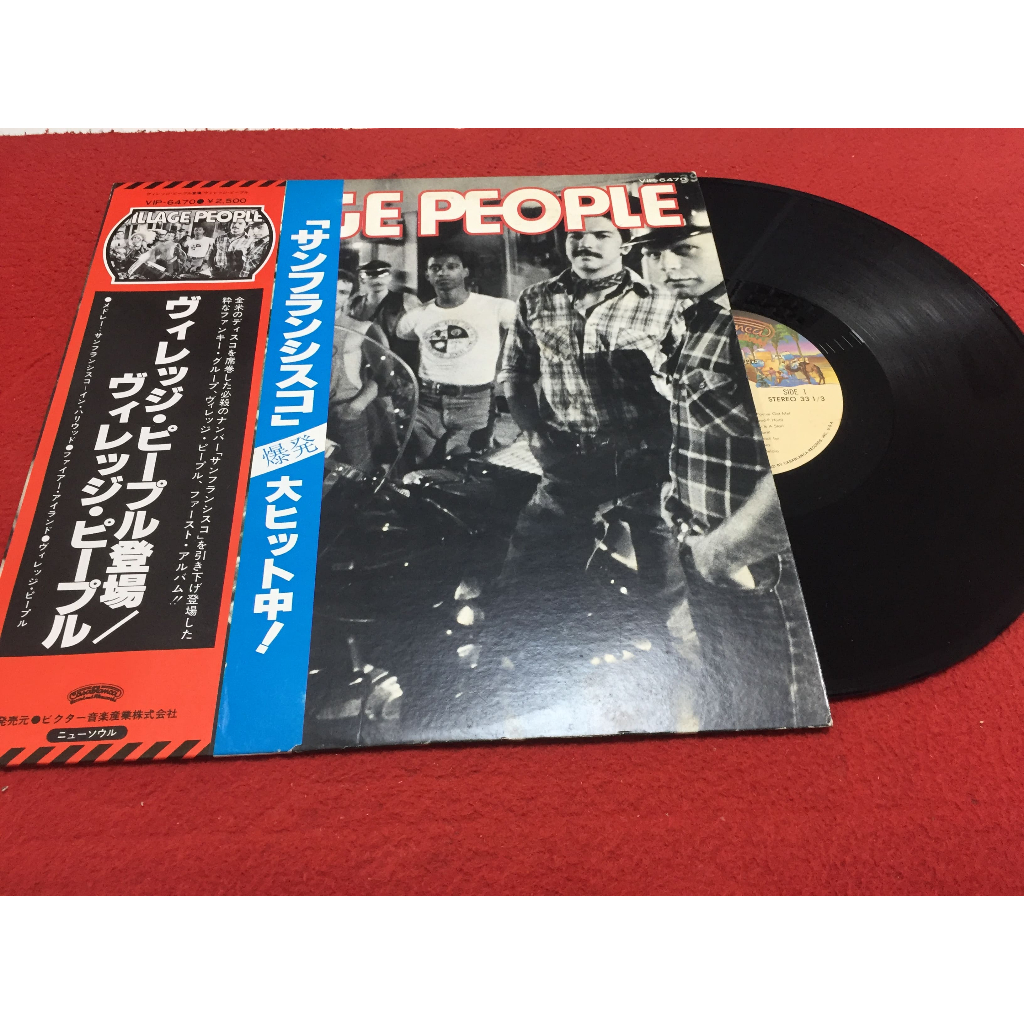 VIP-6470●¥2,500
ILLAGE PEOPLE
全米のディスコを席巻した必殺のナンバー「サンフランシスコ」を引き下げ登場した
粋なファンキー・グループ、ヴィレッジ・ピープル、ファースト・アルバム!!
ヴィレッジ・ピープル登場/
ヴィレッジ・ピープル
●メドレー:サンフランシスコ〜イン・ハリウッド●ファイアー・アイランド●ヴィレッジ・ピープル
Casablanca
発売元●ビクター音楽産業株式会社
ニューソウル
「サンフランシスコ」
爆発
大ヒット中!
VIP-6470
GE PEOPLE
SIDE 1
STEREO 33 1/3